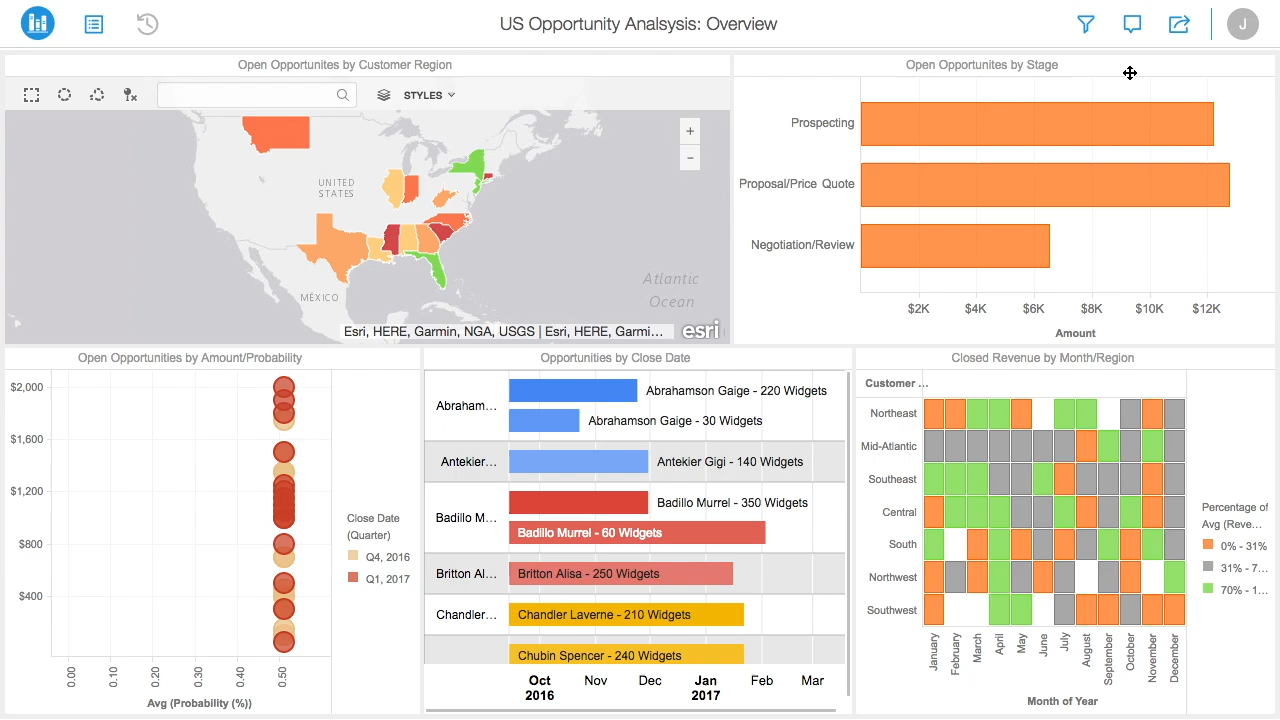 US Opportunity Analsysis: Overview
J
Open Opportunites by Customer Region
STYLES
UNITED
STATES
MÉXICO
Atlantic
Ocean
+
-
Esri, HERE, Garmin, NGA, USGS | Esri, HERE, Garmi...
esri
Open Opportunites by Stage
Prospecting
Proposal/Price Quote
Negotiation/Review
$2K $4K $6K $8K $10K $12K
Amount
Open Opportunities by Amount/Probability
$2,000
$1,600
$1,200
$800
$400
0.00 0.10 0.20 0.30 0.40 0.50
Avg (Probability (%))
Close Date
(Quarter)
Q4, 2016
Q1, 2017
Opportunities by Close Date
Abraham... Abrahamson Gaige - 220 Widgets
Abrahamson Gaige - 30 Widgets
Antekier... Antekier Gigi - 140 Widgets
Badillo M... Badillo Murrel - 350 Widgets
Badillo Murrel - 60 Widgets
Britton Al... Britton Alisa - 250 Widgets
Chandler... Chandler Laverne - 210 Widgets
Chubin Spencer - 240 Widgets
Oct Nov Dec Jan Feb Mar
2016 2017
Closed Revenue by Month/Region
Customer ...
Northeast
Mid-Atlantic
Southeast
Central
South
Northwest
Southwest
January February March April May June July August September October November December
Month of Year
Percentage of
Avg (Reve...
0% - 31%
31% - 7...
70% - 1...